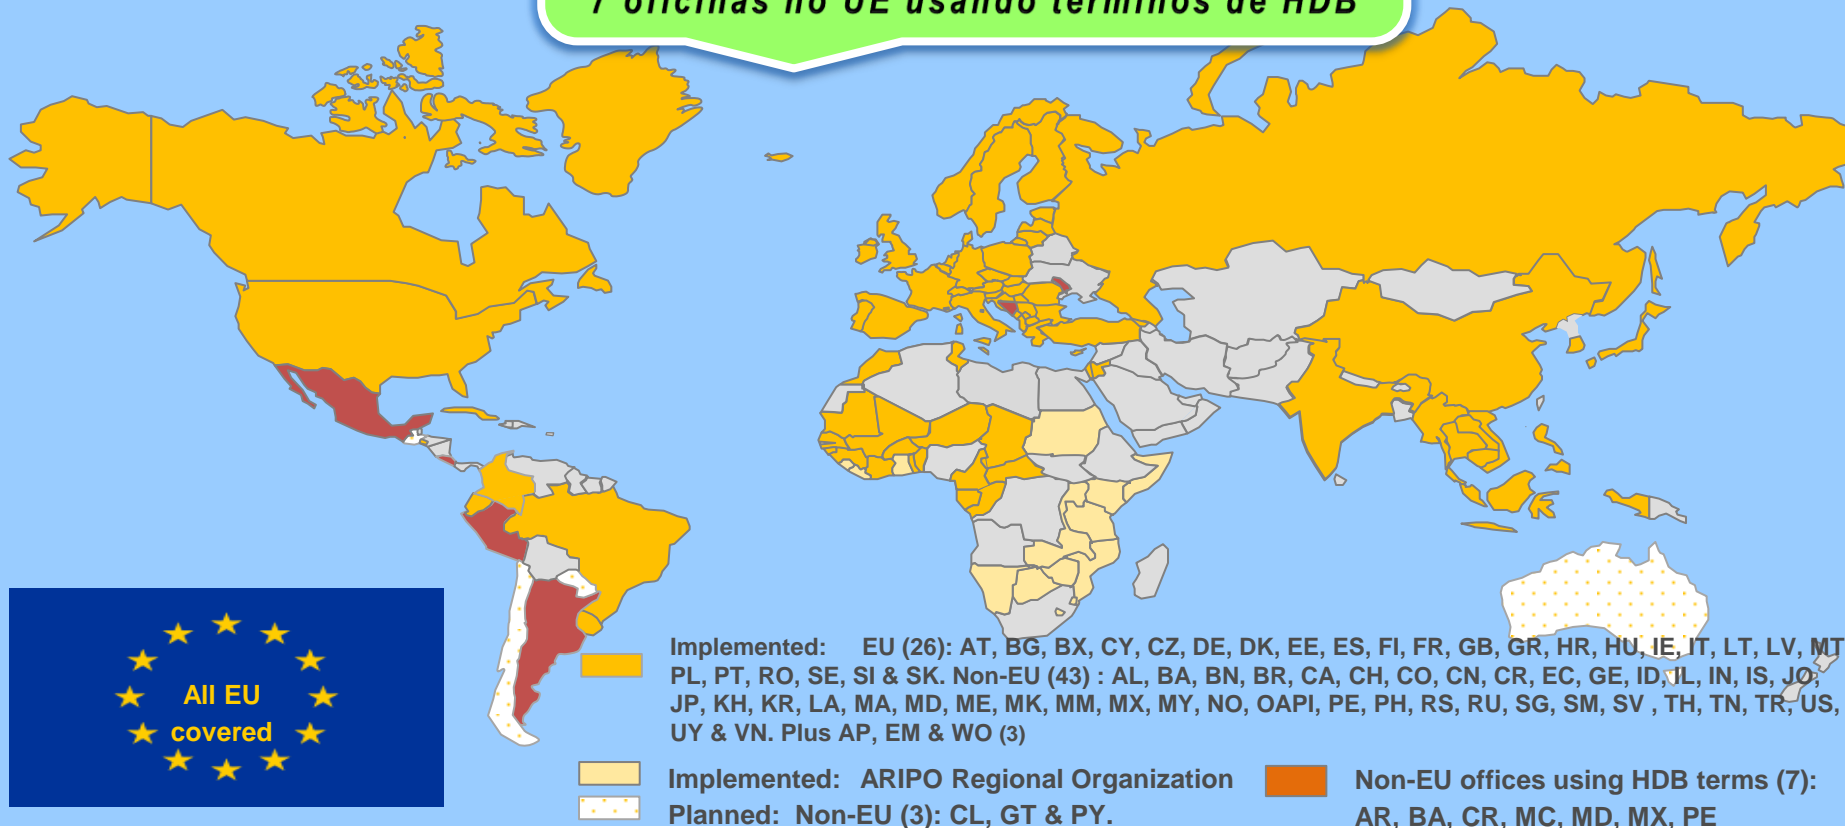 7 oficinas no UE usando términos de HDB
All EU
covered
Implemented: EU (26): AT, BG, BX, CY, CZ, DE, DK, EE, ES, FI, FR, GB, GR, HR, HU, IE, IT, LT, LV, MT
PL, PT, RO, SE, SI & SK. Non-EU (43) : AL, BA, BN, BR, CA, CH, CO, CN, CR, EC, GE, ID, IL, IN, IS, JO,
JP, KH, KR, LA, MA, MD, ME, MK, MM, MX, MY, NO, OAPI, PE, PH, RS, RU, SG, SM, SV , TH, TN, TR, US,
UY & VN. Plus AP, EM & WO (3)
Implemented: ARIPO Regional Organization
Planned: Non-EU (3): CL, GT & PY.
Non-EU offices using HDB terms (7):
AR, BA, CR, MC, MD, MX, PE